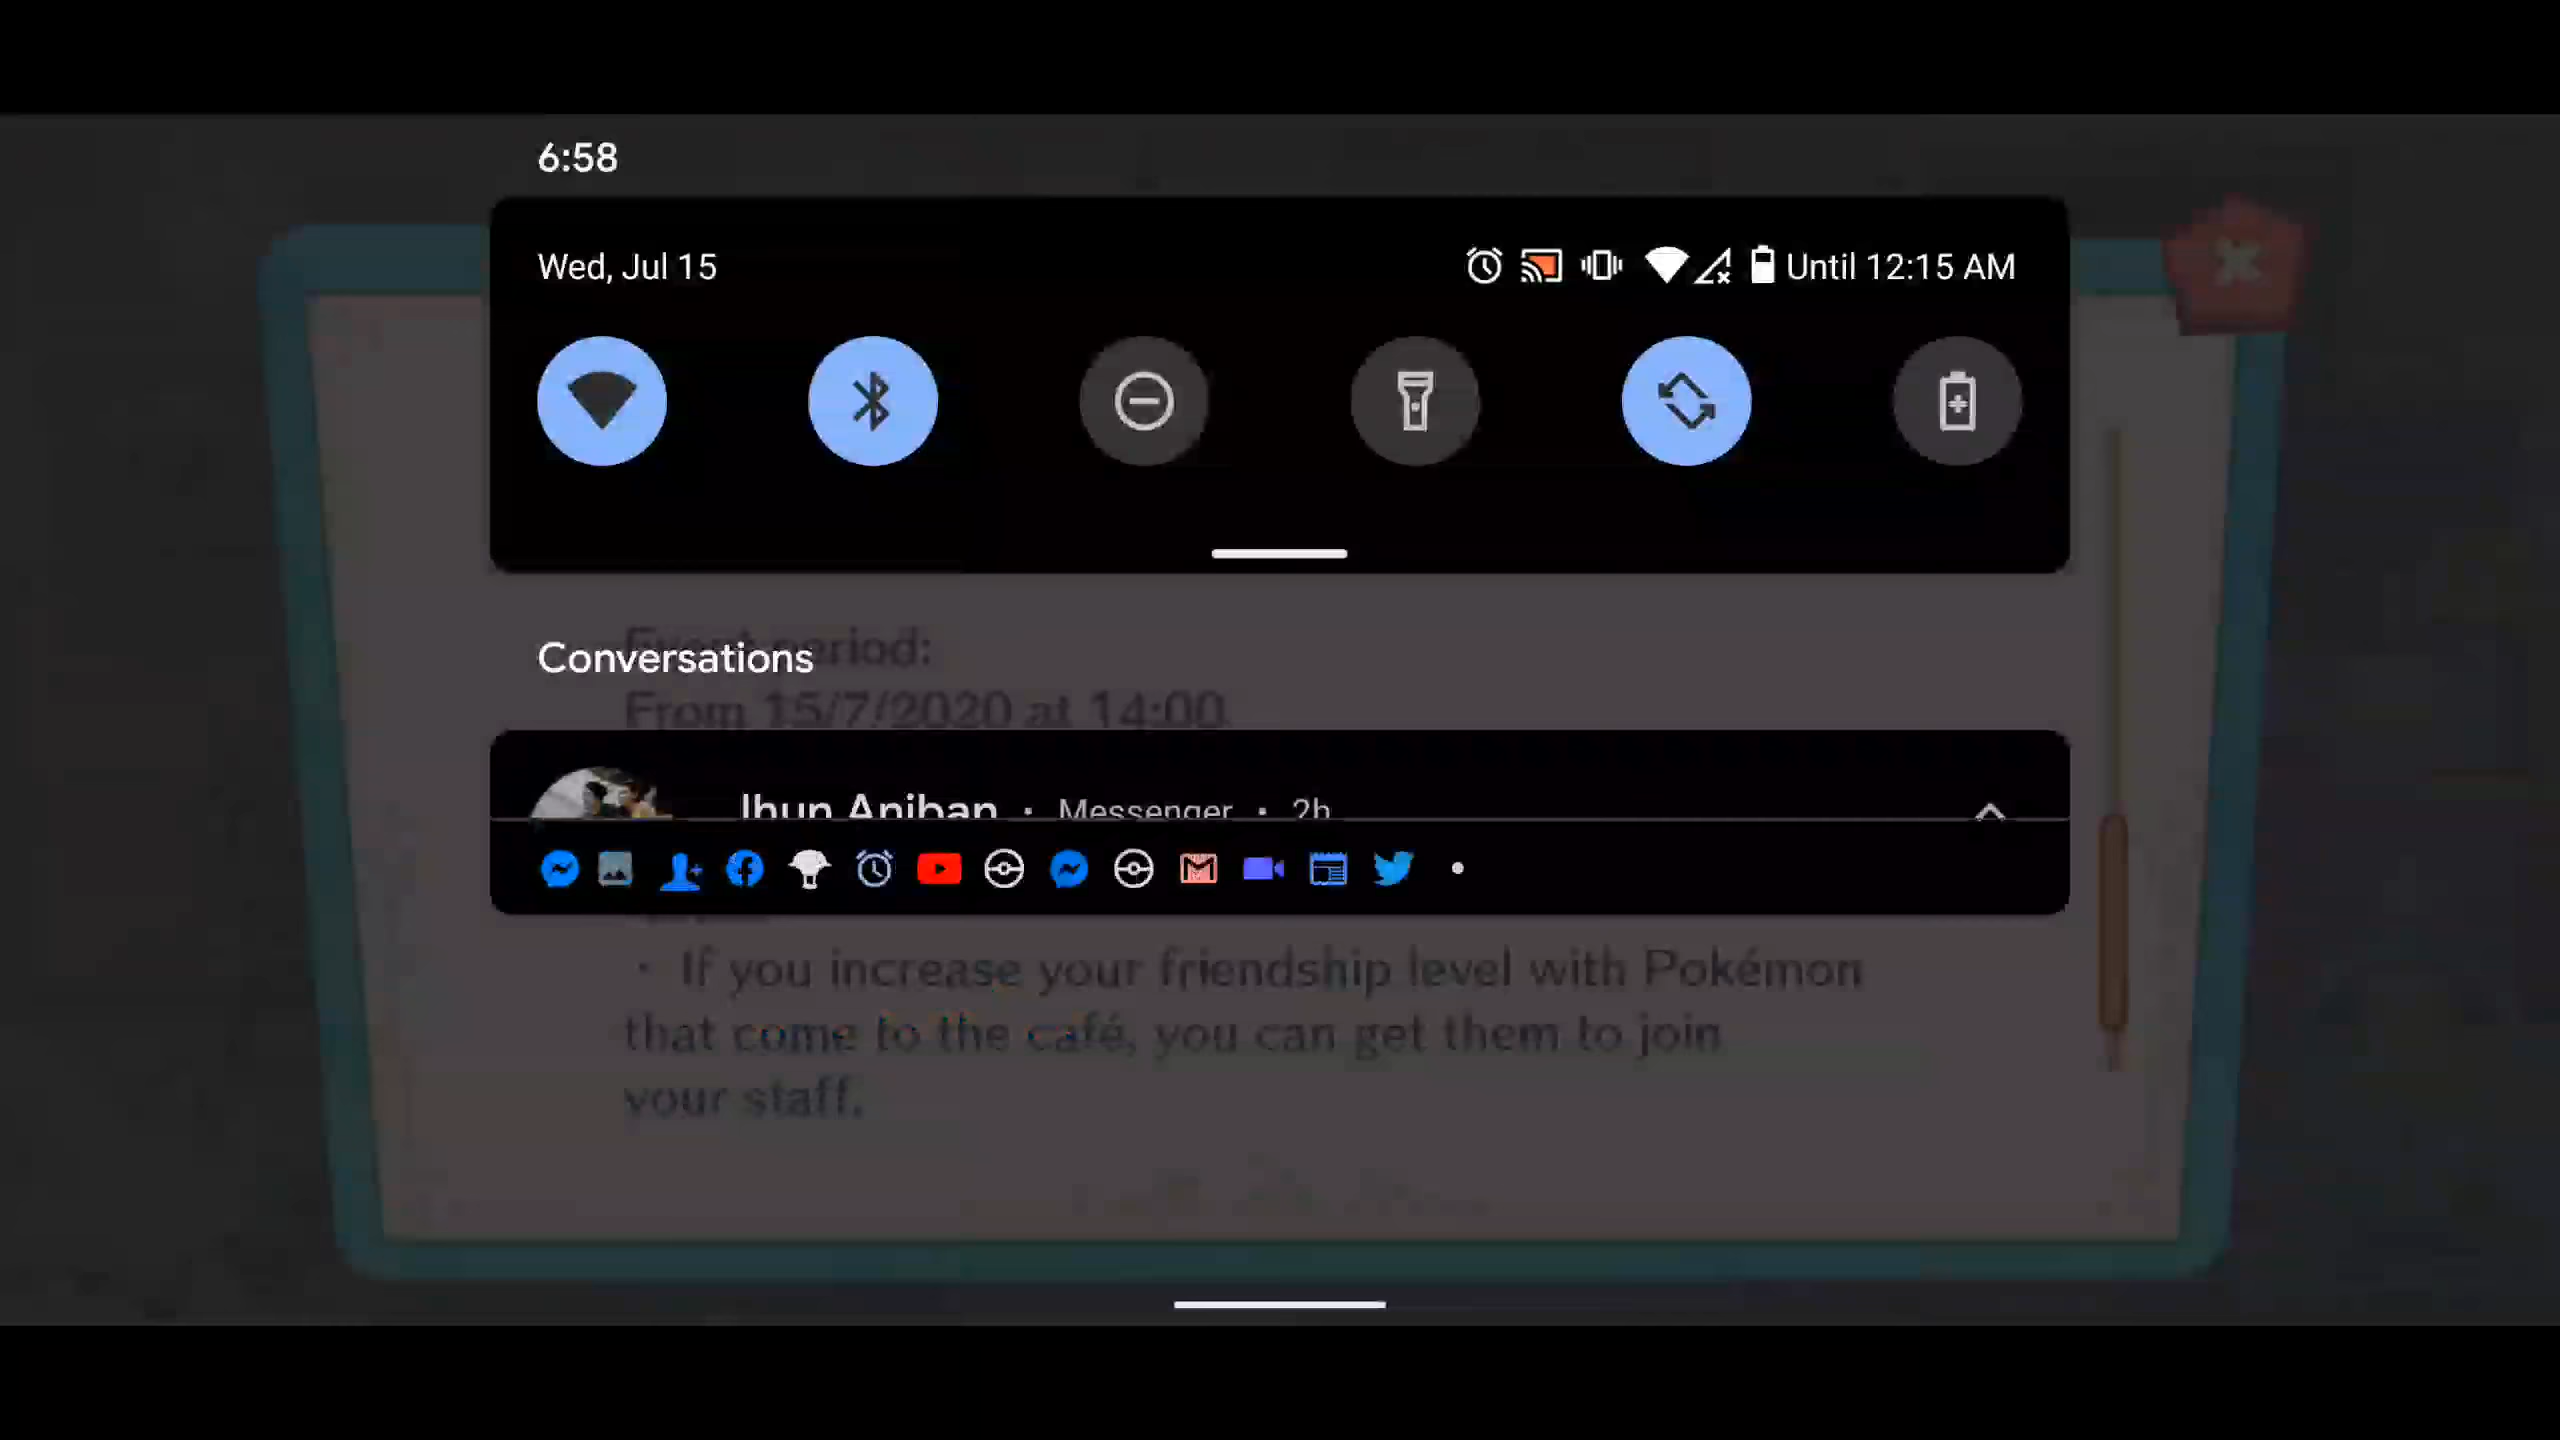 6:58
Wed, Jul 15
Until 12:15 AM
Event period:
Conversations
From 15/7/2020 at 14:00
Jhun Aniban · Messenger · 2h
· If you increase your friendship level with Pokémon
that come to the café, you can get them to join
your staff.